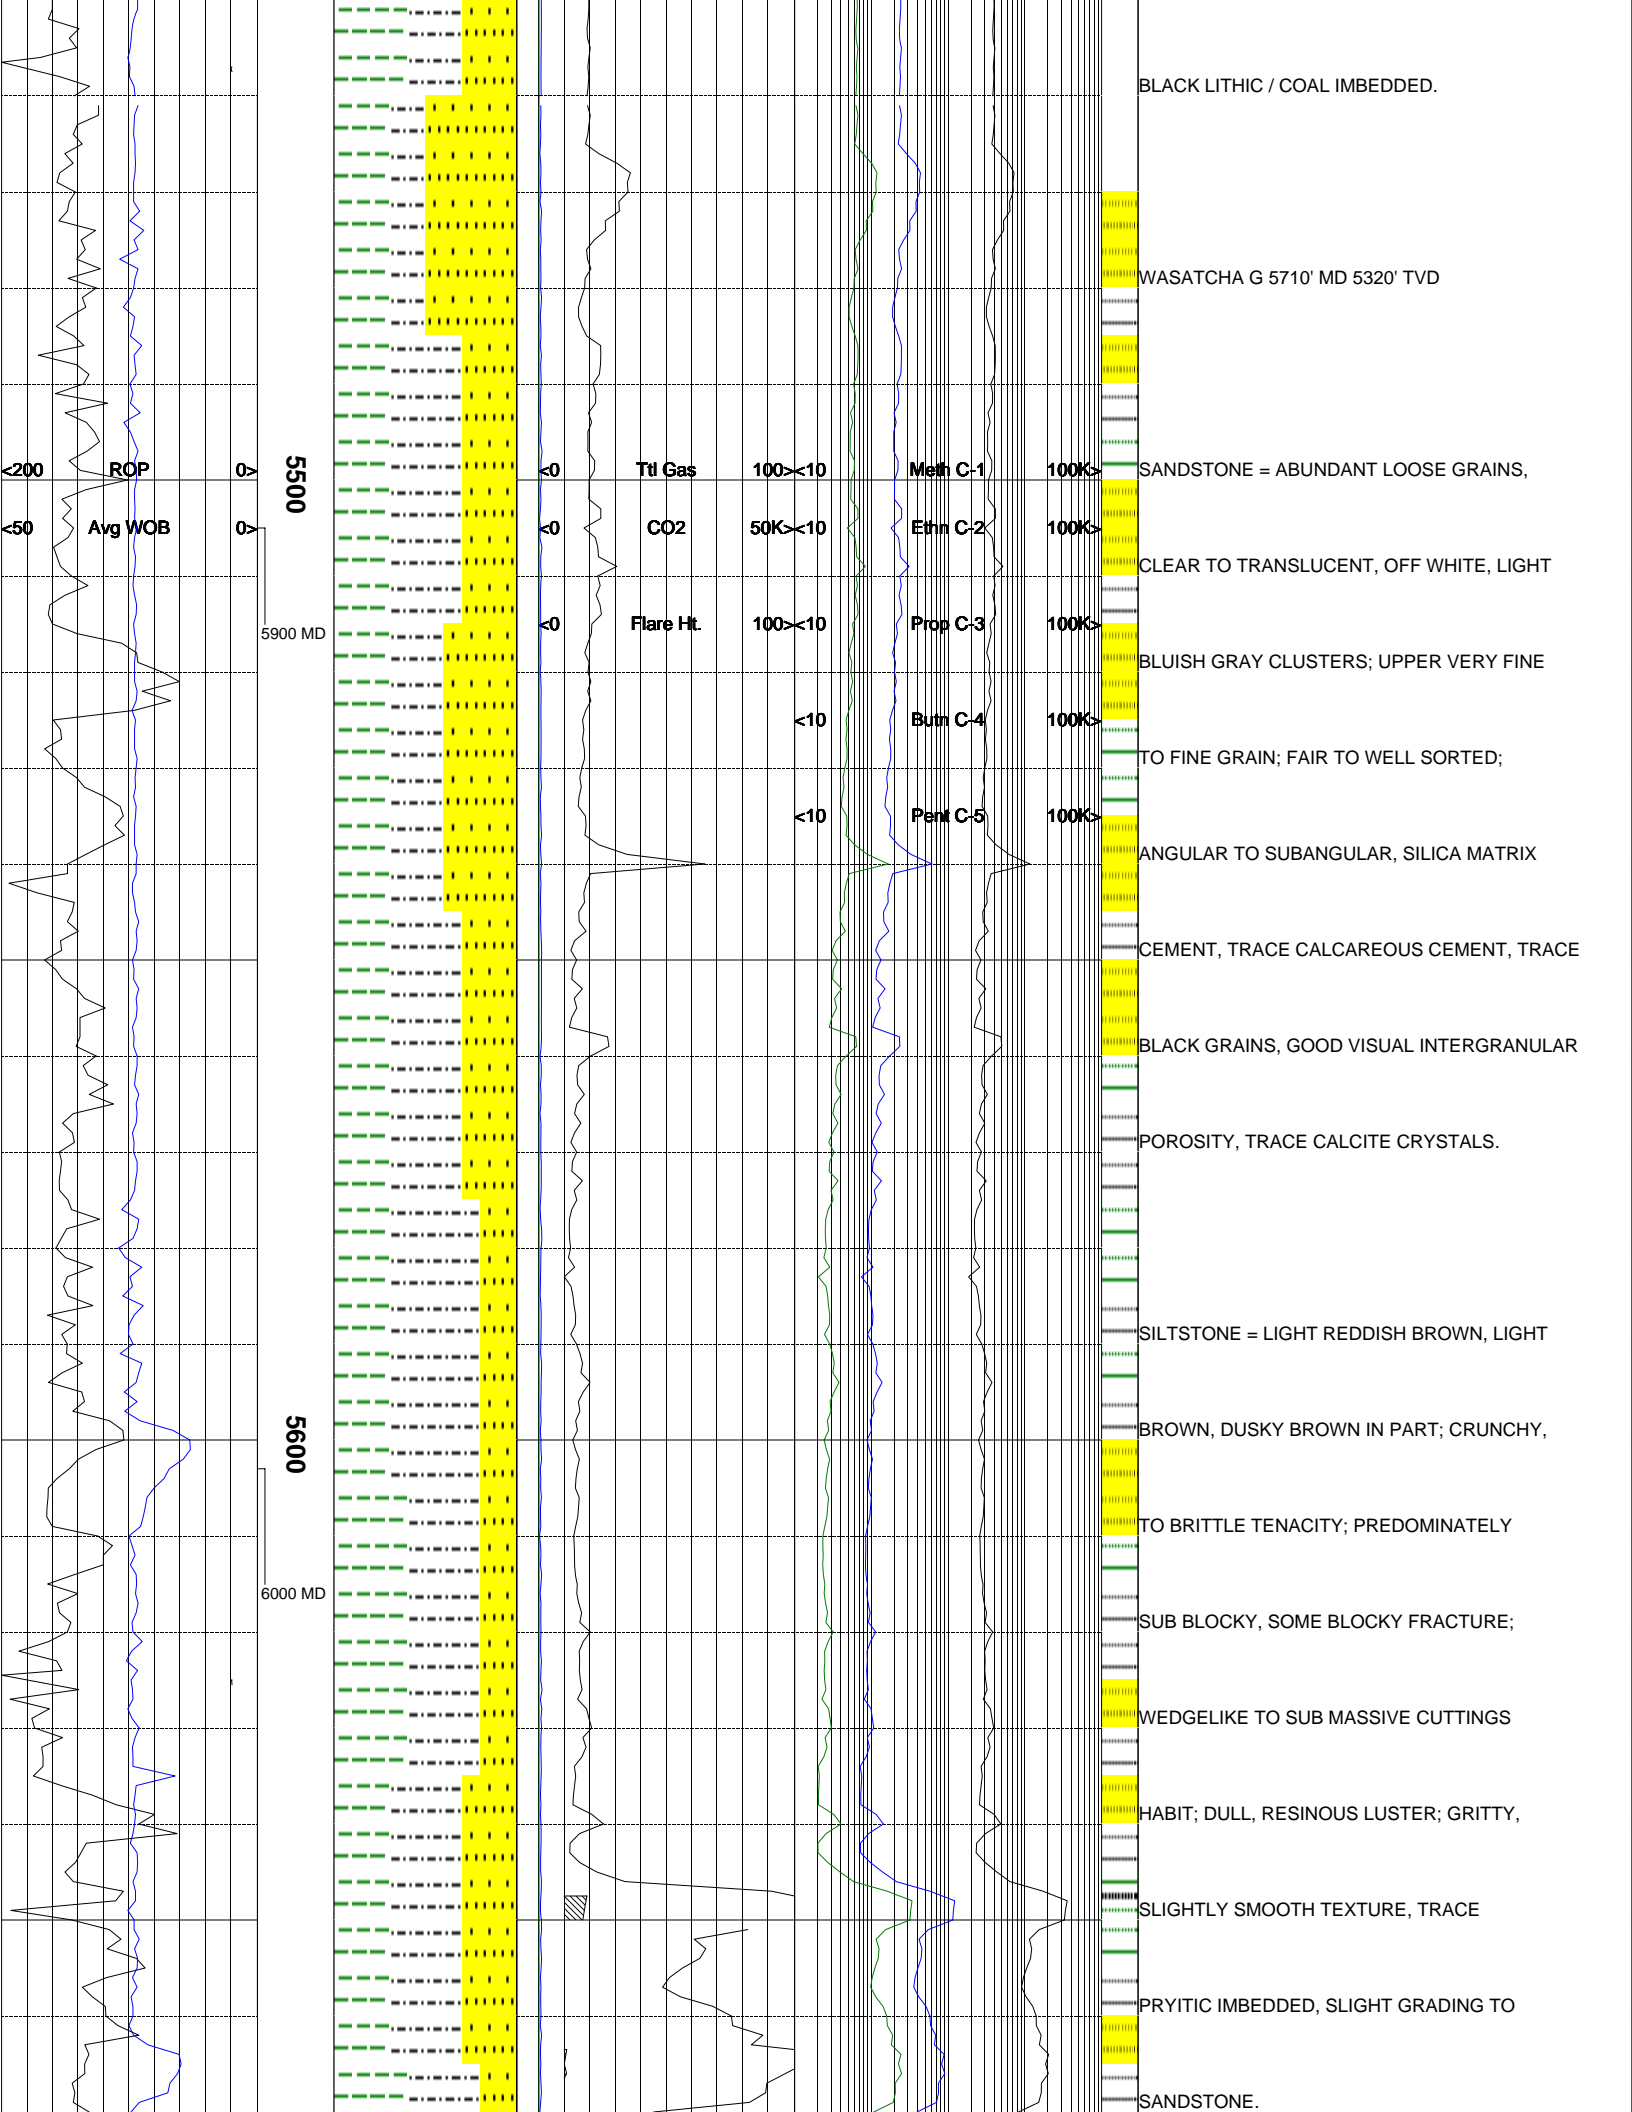 BLACK LITHIC / COAL IMBEDDED.
WASATCHA G 5710' MD 5320' TVD
<200 ROP 0>
5500
<0 Ttl Gas 100>
<10 Meth C-1 100K>
SANDSTONE = ABUNDANT LOOSE GRAINS,
<50 Avg WOB 0>
<0 CO2 50K>
<10 Ethn C-2 100K>
CLEAR TO TRANSLUCENT, OFF WHITE, LIGHT
5900 MD
<0 Flare Ht. 100>
<10 Prop C-3 100K>
BLUISH GRAY CLUSTERS; UPPER VERY FINE
<10 Butn C-4 100K>
TO FINE GRAIN; FAIR TO WELL SORTED;
<10 Pent C-5 100K>
ANGULAR TO SUBANGULAR, SILICA MATRIX
CEMENT, TRACE CALCAREOUS CEMENT, TRACE
BLACK GRAINS, GOOD VISUAL INTERGRANULAR
POROSITY, TRACE CALCITE CRYSTALS.
SILTSTONE = LIGHT REDDISH BROWN, LIGHT
5600
BROWN, DUSKY BROWN IN PART; CRUNCHY,
TO BRITTLE TENACITY; PREDOMINATELY
6000 MD
SUB BLOCKY, SOME BLOCKY FRACTURE;
WEDGELIKE TO SUB MASSIVE CUTTINGS
HABIT; DULL, RESINOUS LUSTER; GRITTY,
SLIGHTLY SMOOTH TEXTURE, TRACE
PRYITIC IMBEDDED, SLIGHT GRADING TO
SANDSTONE.